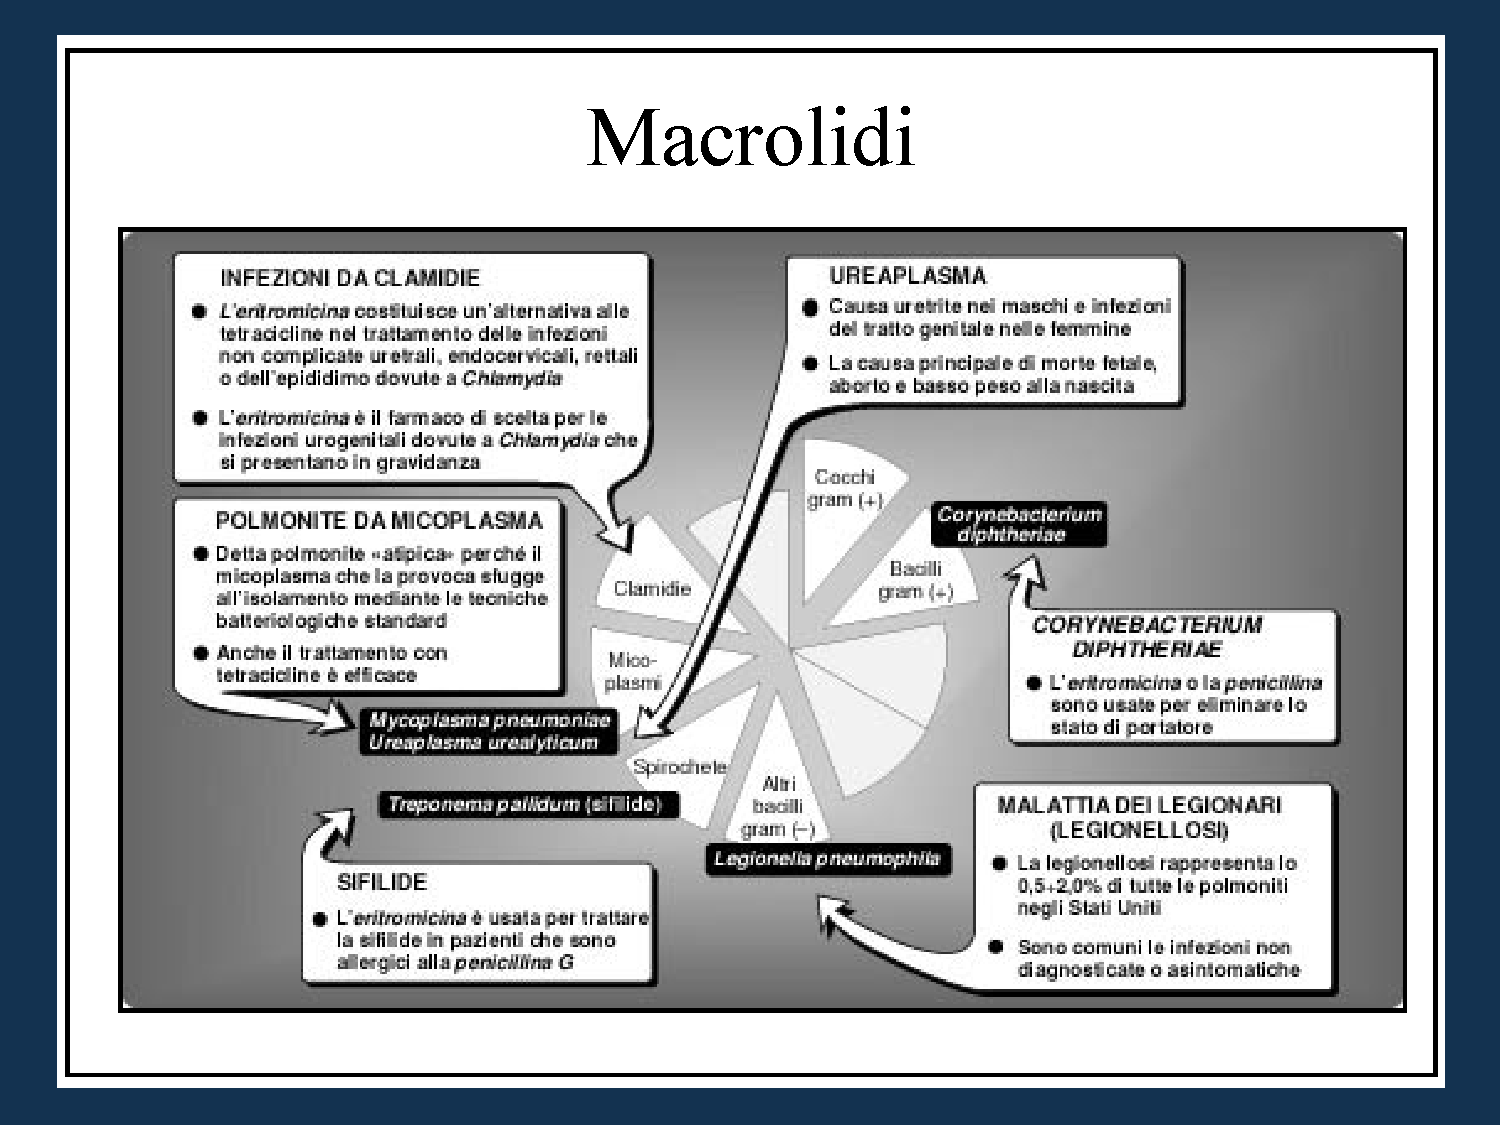 Macrolidi
INFEZIONI DA CLAMIDIE
● L'eritromicina costituisce un'alternativa alle
tetracicline nel trattamento delle infezioni
non complicate uretrali, endocervicali, rettali
o dell'epididimo dovute a Chlamydia
● L'eritromicina è il farmaco di scelta per le
infezioni urogenitali dovute a Chlamydia che
si presentano in gravidanza
UREAPLASMA
● Causa uretrite nei maschi e infezioni
del tratto genitale nelle femmine
● La causa principale di morte fetale,
aborto e basso peso alla nascita
POLMONITE DA MICOPLASMA
● Detta polmonite «atipica» perché il
micoplasma che la provoca sfugge
all'isolamento mediante le tecniche
batteriologiche standard
● Anche il trattamento con
tetracicline è efficace
Cocchi
gram (+)
Corynebacterium
diphtheriae
Bacilli
gram (+)
Clamidie
Mico-
plasmi
Mycoplasma pneumoniae
Ureaplasma urealyticum
Spirochete
Treponema pallidum (sifilide)
Altri
bacilli
gram (−)
Legionella pneumophila
CORYNEBACTERIUM
DIPHTHERIAE
● L'eritromicina o la penicillina
sono usate per eliminare lo
stato di portatore
SIFILIDE
● L'eritromicina è usata per trattare
la sifilide in pazienti che sono
allergici alla penicillina G
MALATTIA DEI LEGIONARI
(LEGIONELLOSI)
● La legionellosi rappresenta lo
0,5÷2,0% di tutte le polmoniti
negli Stati Uniti
● Sono comuni le infezioni non
diagnosticate o asintomatiche